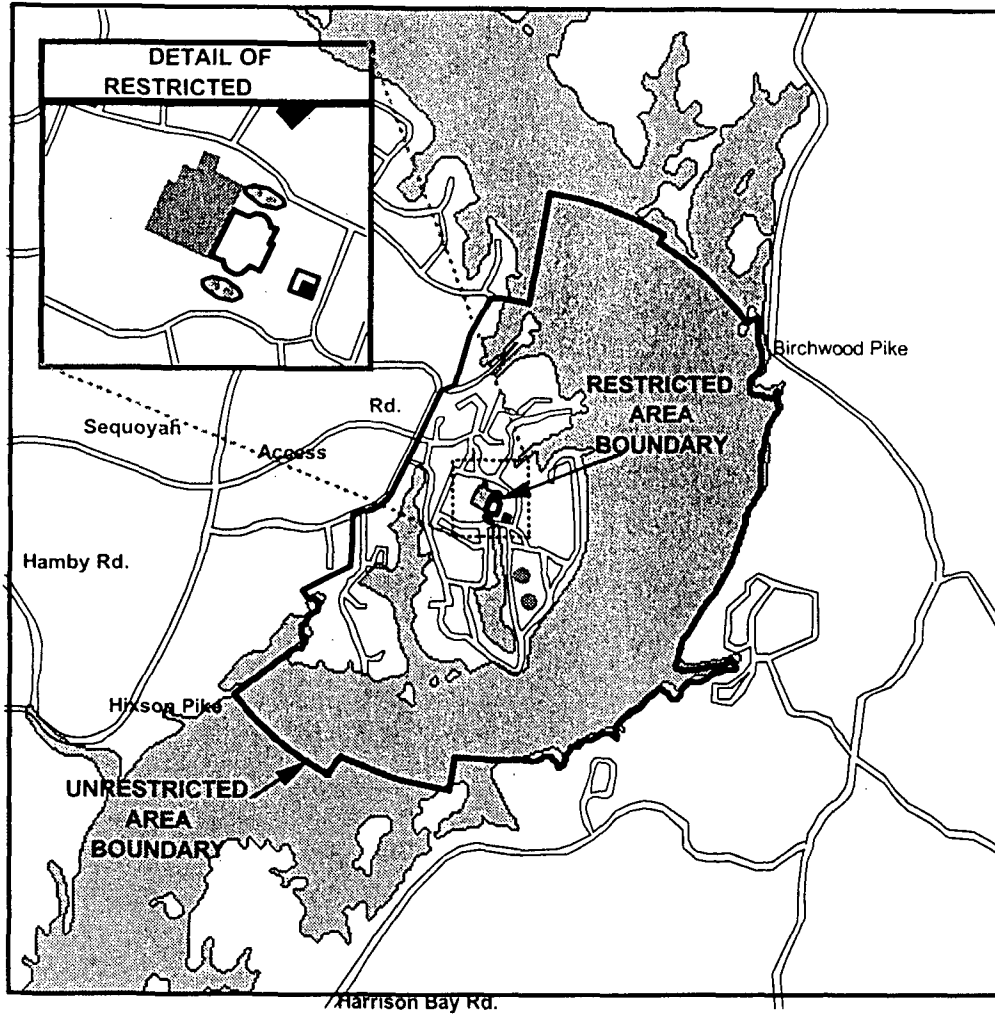 DETAIL OF
RESTRICTED
Birchwood Pike
RESTRICTED
AREA
BOUNDARY
Rd.
Sequoyah
Access
Hamby Rd.
Hixson Pike
UNRESTRICTED
AREA
BOUNDARY
Harrison Bay Rd.